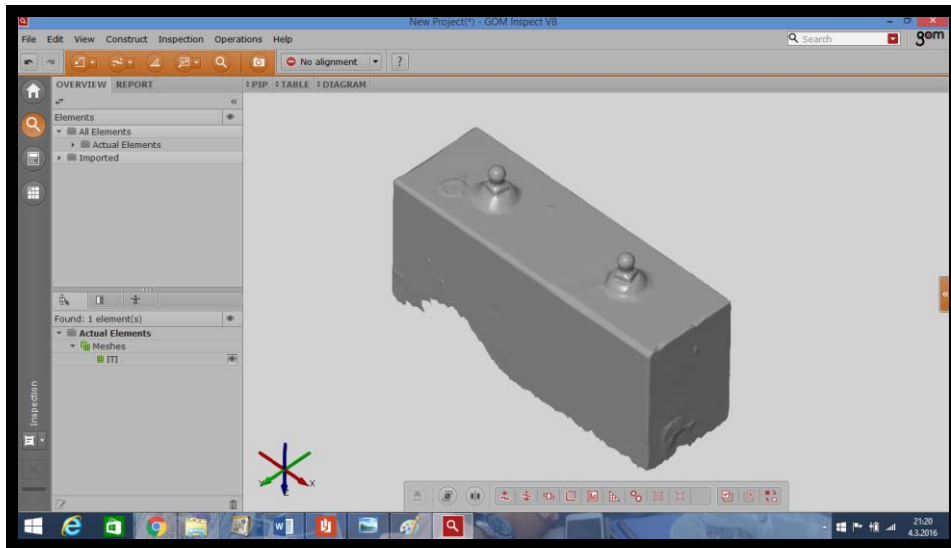 New Project(*) - GOM Inspect V8
File Edit View Construct Inspection Operations Help
Search
gom
No alignment
?
OVERVIEW REPORT
PIP TABLE DIAGRAM
Elements
All Elements
Actual Elements
Imported
Found: 1 element(s)
Actual Elements
Meshes
ITI
Inspection
Y
Z
X
21:20
4.3.2016